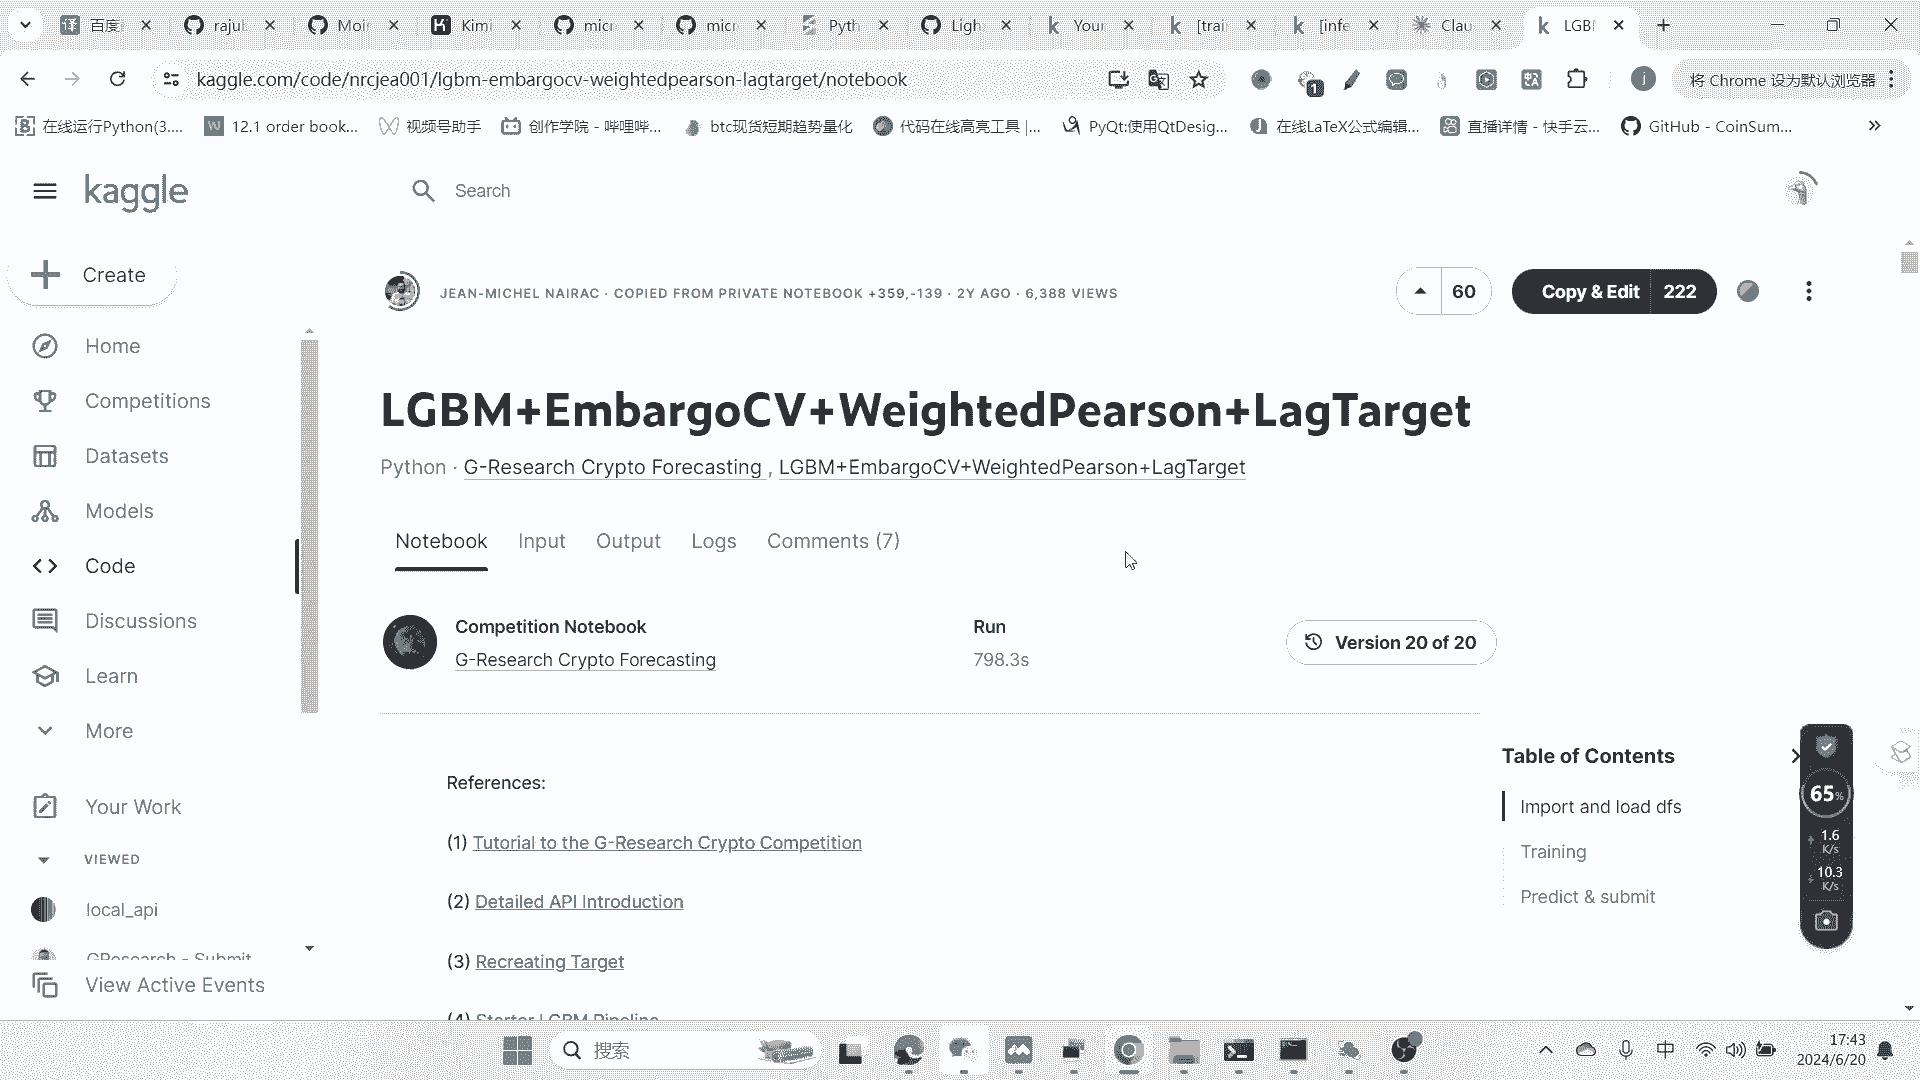 百度
rajul
Moir
Kimi
micr
micr
Pyth
Ligh
Your
[trai
[infe
Clau
LGBI
kaggle.com/code/nrcjea001/lgbm-embargocv-weightedpearson-lagtarget/notebook
1
j
将 Chrome 设为默认浏览器
在线运行Python(3....
12.1 order book...
视频号助手
创作学院 - 哔哩哔...
btc现货短期趋势量化
代码在线高亮工具 |...
PyQt:使用QtDesig...
在线LaTeX公式编辑...
直播详情 - 快手云...
GitHub - CoinSum...
kaggle
Search
Create
Home
Competitions
Datasets
Models
Code
Discussions
Learn
More
Your Work
VIEWED
local_api
GResearch - Submit
View Active Events
JEAN-MICHEL NAIRAC · COPIED FROM PRIVATE NOTEBOOK +359,-139 · 2Y AGO · 6,388 VIEWS
60
Copy & Edit 222
LGBM+EmbargoCV+WeightedPearson+LagTarget
Python · G-Research Crypto Forecasting , LGBM+EmbargoCV+WeightedPearson+LagTarget
Notebook
Input
Output
Logs
Comments (7)
Competition Notebook
G-Research Crypto Forecasting
Run
798.3s
Version 20 of 20
References:
(1) Tutorial to the G-Research Crypto Competition
(2) Detailed API Introduction
(3) Recreating Target
(4) Starter LGBM Pipeline
Table of Contents
Import and load dfs
Training
Predict & submit
65%
1.6
K/s
10.3
K/s
搜索
中
17:43
2024/6/20